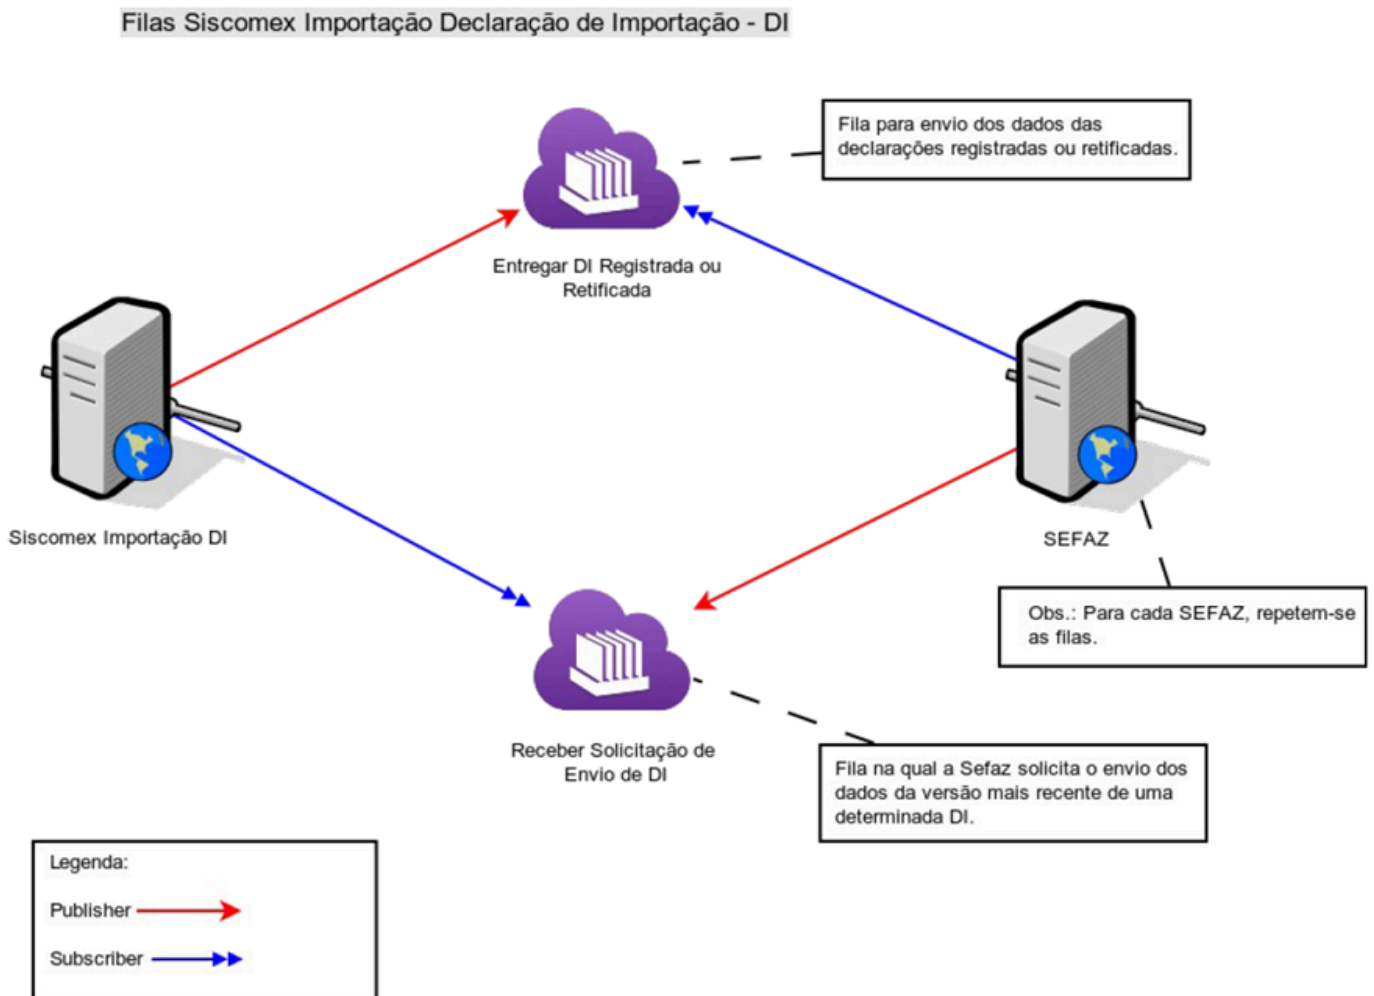 Filas Siscomex Importação Declaração de Importação - DI
Fila para envio dos dados das
declarações registradas ou retificadas.
Entregar DI Registrada ou
Retificada
Siscomex Importação DI
SEFAZ
Obs.: Para cada SEFAZ, repetem-se
as filas.
Receber Solicitação de
Envio de DI
Fila na qual a Sefaz solicita o envio dos
dados da versão mais recente de uma
determinada DI.
Legenda:
Publisher
Subscriber